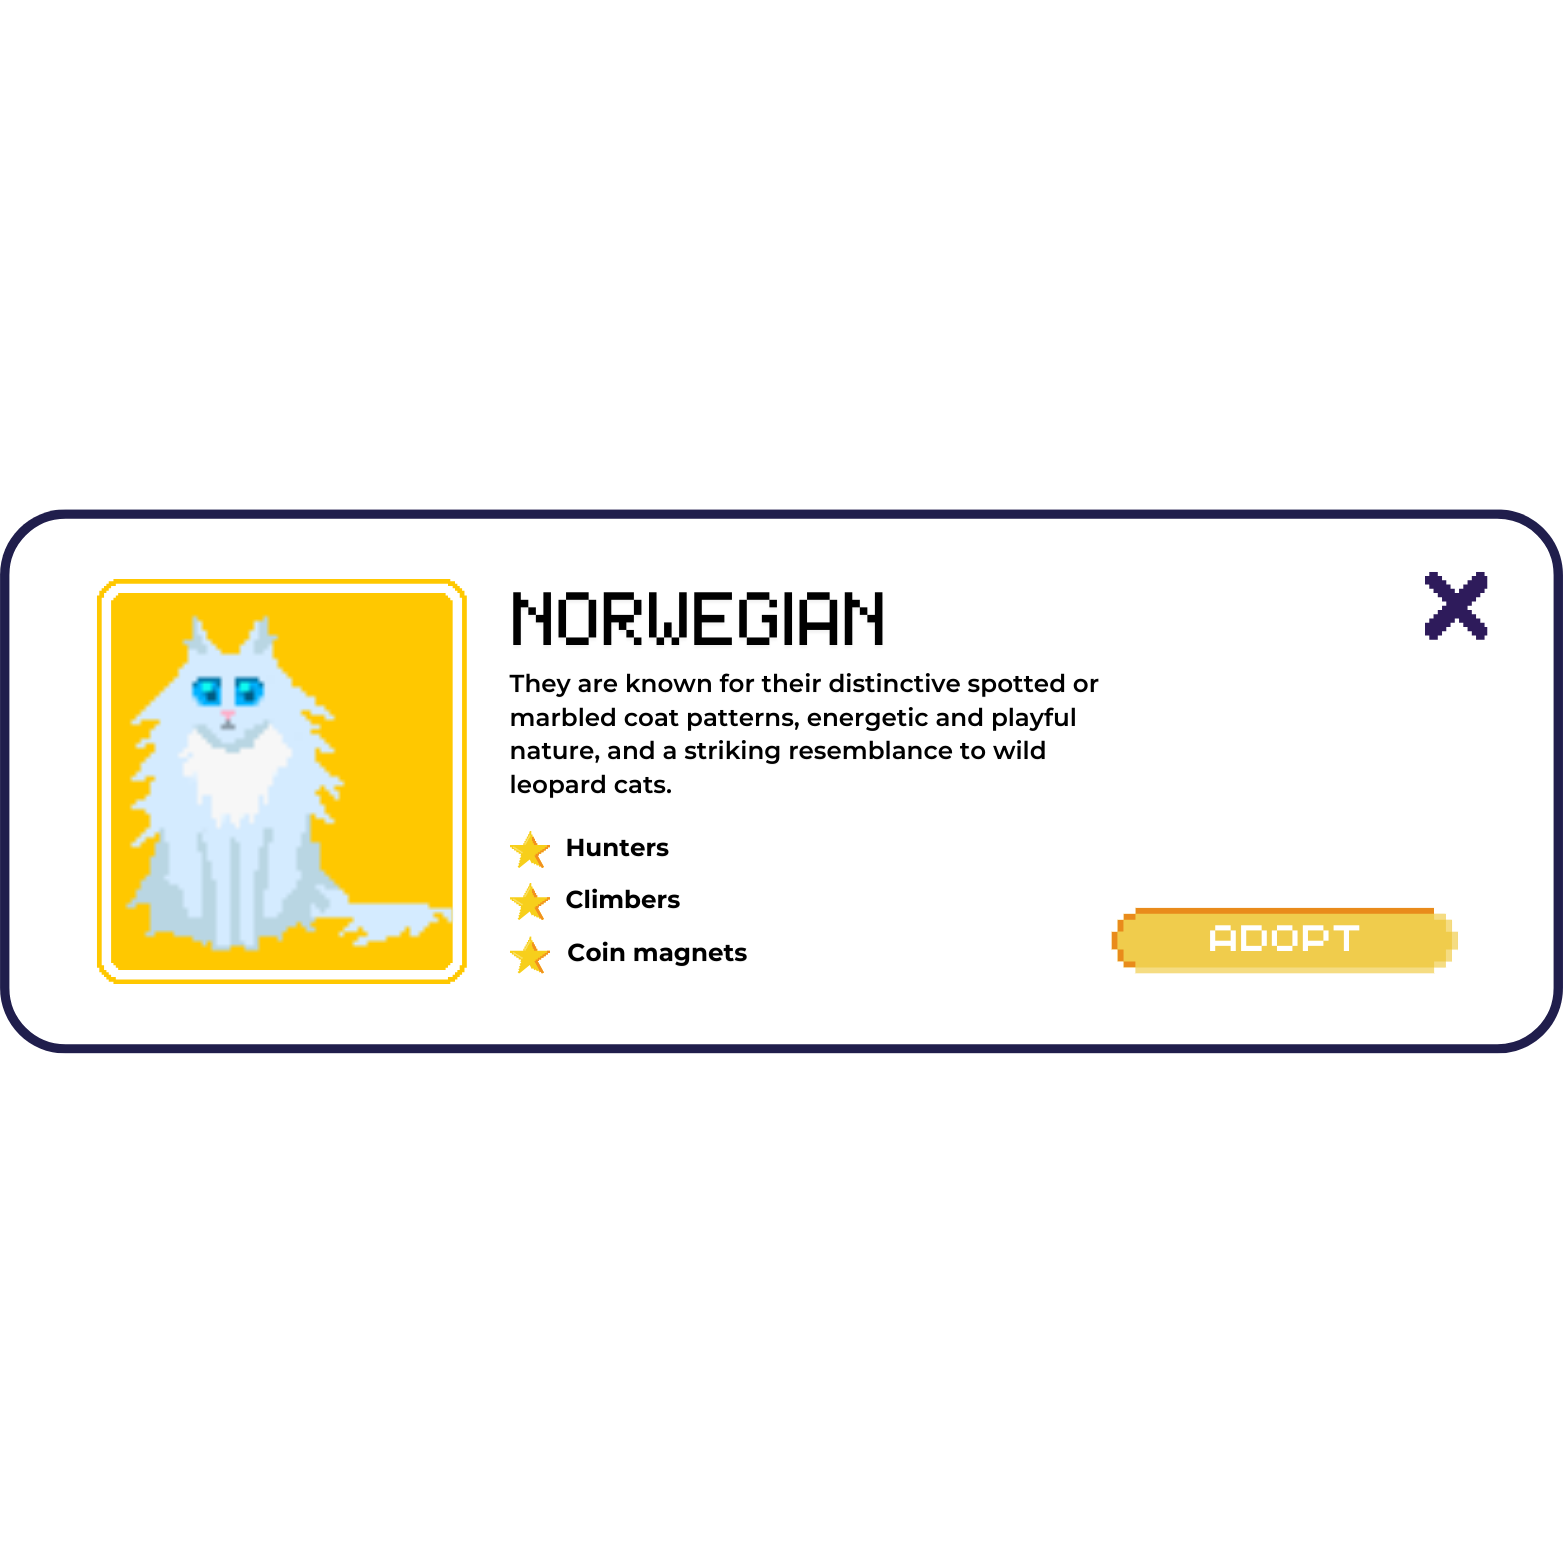 NORWEGIAN
They are known for their distinctive spotted or
marbled coat patterns, energetic and playful
nature, and a striking resemblance to wild
leopard cats.
Hunters
Climbers
Coin magnets
ADOPT